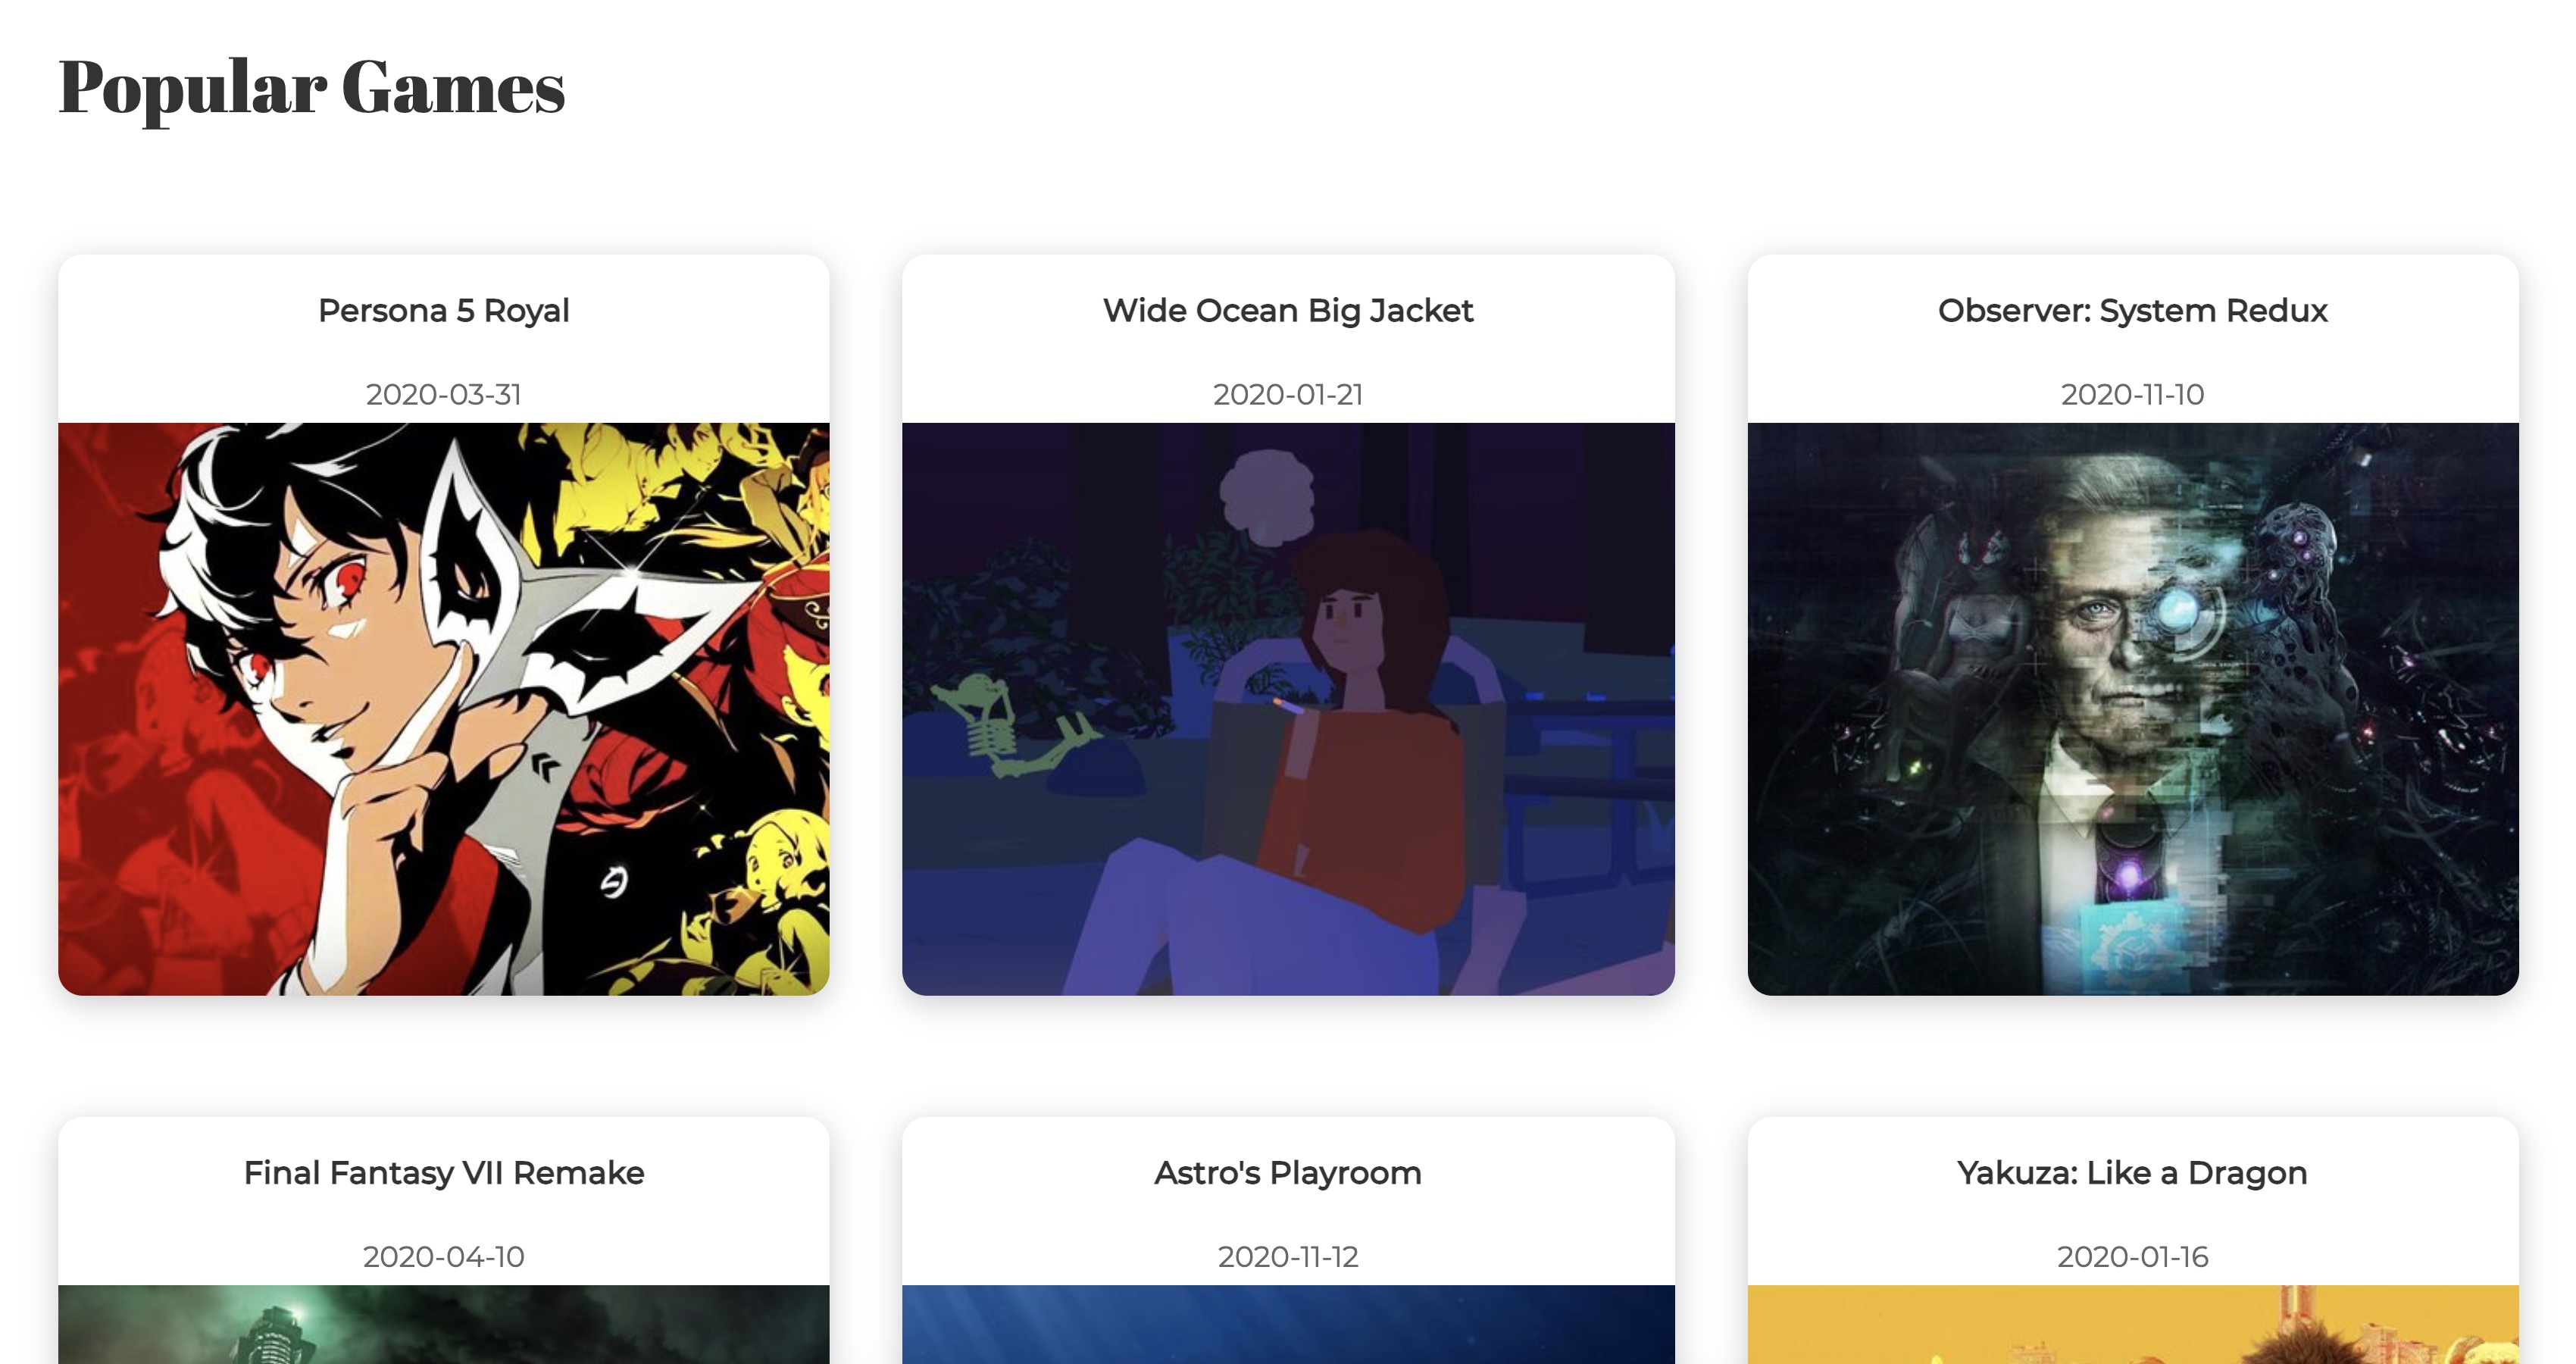 Popular Games
Persona 5 Royal
2020-03-31
Wide Ocean Big Jacket
2020-01-21
Observer: System Redux
2020-11-10
Final Fantasy VII Remake
2020-04-10
Astro's Playroom
2020-11-12
Yakuza: Like a Dragon
2020-01-16